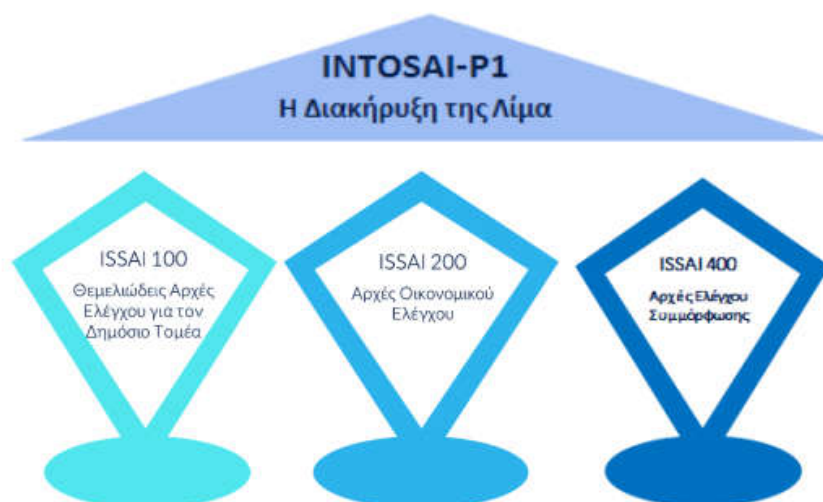 INTOSAI-P1
Η Διακήρυξη της Λίμα
ISSAI 100
Θεμελιώδεις Αρχές
Ελέγχου για τον
Δημόσιο Τομέα
ISSAI 200
Αρχές Οικονομικού
Ελέγχου
ISSAI 400
Αρχές Ελέγχου
Συμμόρφωσης